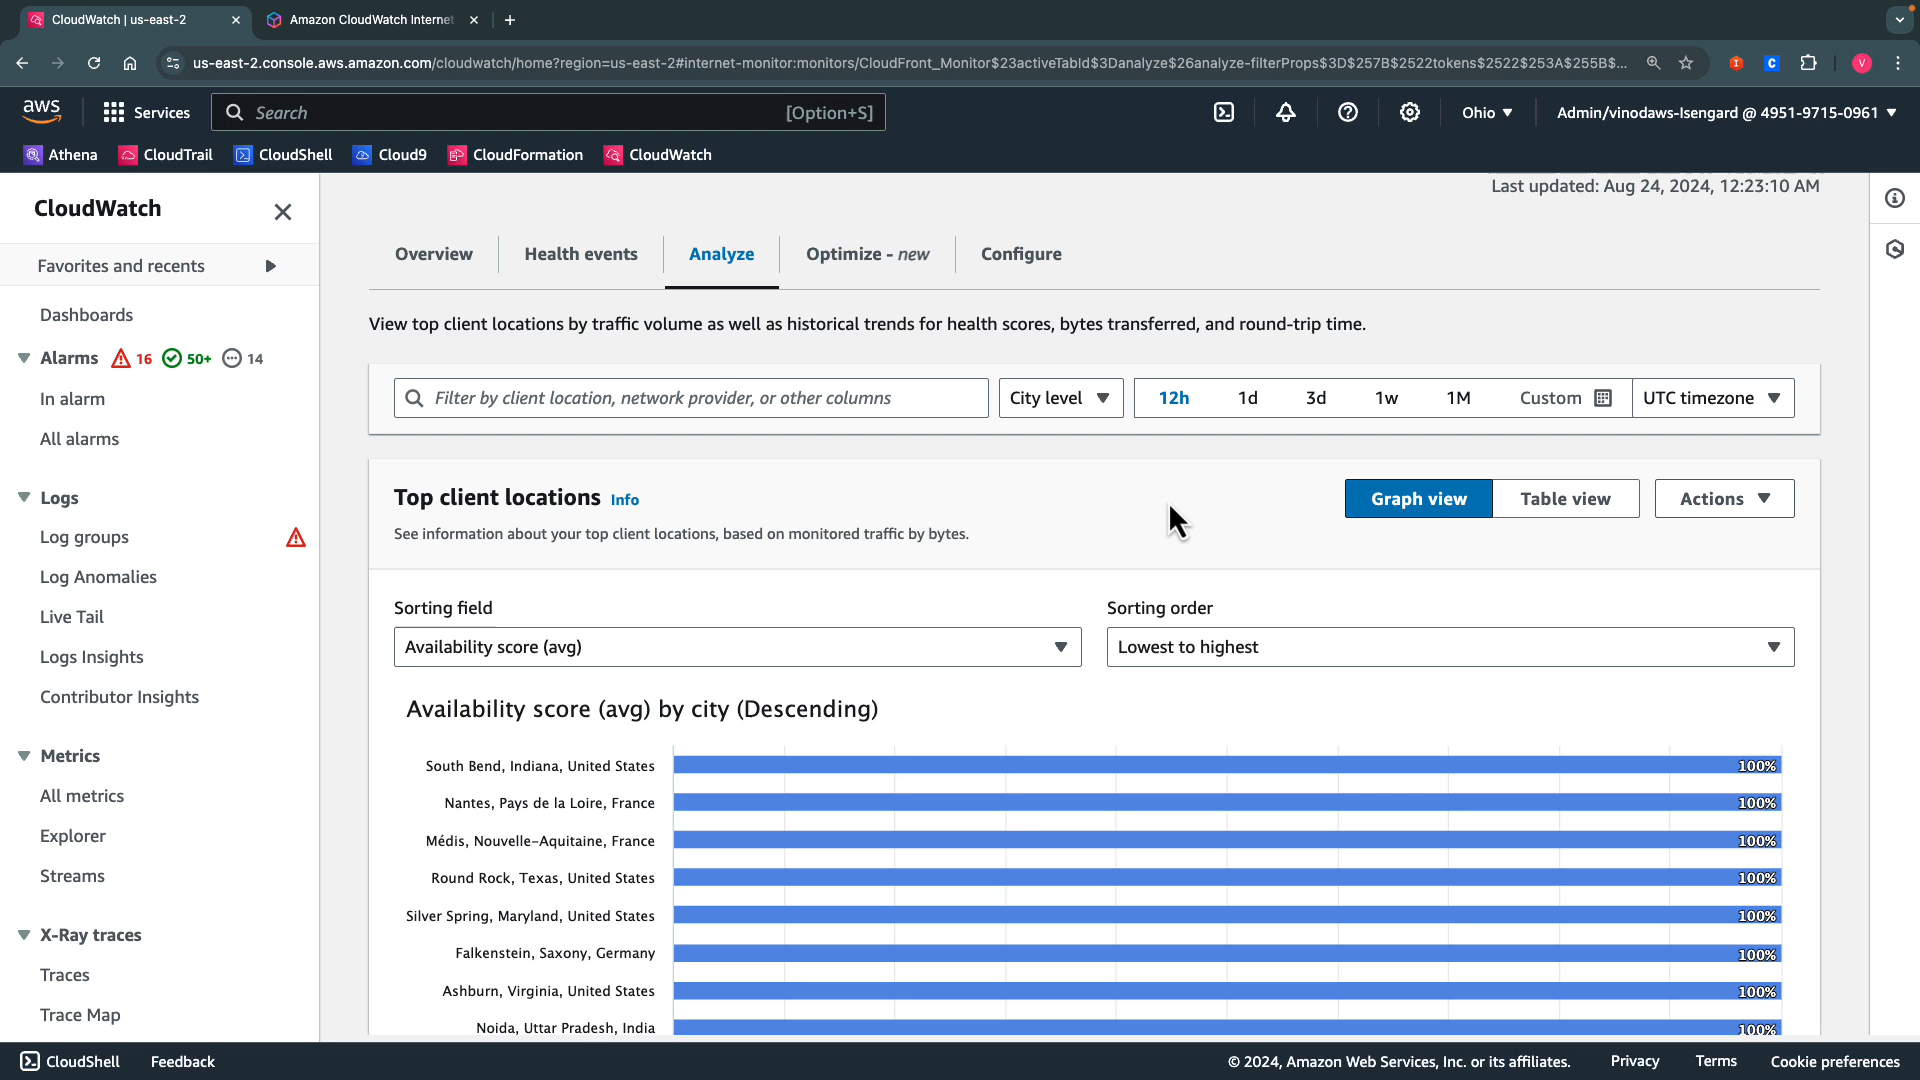 CloudWatch | us-east-2
Amazon CloudWatch Internet
us-east-2.console.aws.amazon.com/cloudwatch/home?region=us-east-2#internet-monitor:monitors/CloudFront_Monitor$23activeTabId$3Danalyze$26analyze-filterProps$3D$257B$2522tokens$2522$253A$255B$...
V
aws
Services
Search
[Option+S]
Ohio
Admin/vinodaws-Isengard @ 4951-9715-0961
Athena
CloudTrail
CloudShell
Cloud9
CloudFormation
CloudWatch
CloudWatch
Favorites and recents
Dashboards
Alarms 16 50+ 14
In alarm
All alarms
Logs
Log groups
Log Anomalies
Live Tail
Logs Insights
Contributor Insights
Metrics
All metrics
Explorer
Streams
X-Ray traces
Traces
Trace Map
Last updated: Aug 24, 2024, 12:23:10 AM
Overview
Health events
Analyze
Optimize - new
Configure
View top client locations by traffic volume as well as historical trends for health scores, bytes transferred, and round-trip time.
Filter by client location, network provider, or other columns
City level
12h
1d
3d
1w
1M
Custom
UTC timezone
Top client locations Info
See information about your top client locations, based on monitored traffic by bytes.
Graph view
Table view
Actions
Sorting field
Availability score (avg)
Sorting order
Lowest to highest
Availability score (avg) by city (Descending)
South Bend, Indiana, United States 100%
Nantes, Pays de la Loire, France 100%
Médis, Nouvelle-Aquitaine, France 100%
Round Rock, Texas, United States 100%
Silver Spring, Maryland, United States 100%
Falkenstein, Saxony, Germany 100%
Ashburn, Virginia, United States 100%
Noida, Uttar Pradesh, India 100%
CloudShell
Feedback
© 2024, Amazon Web Services, Inc. or its affiliates.
Privacy
Terms
Cookie preferences